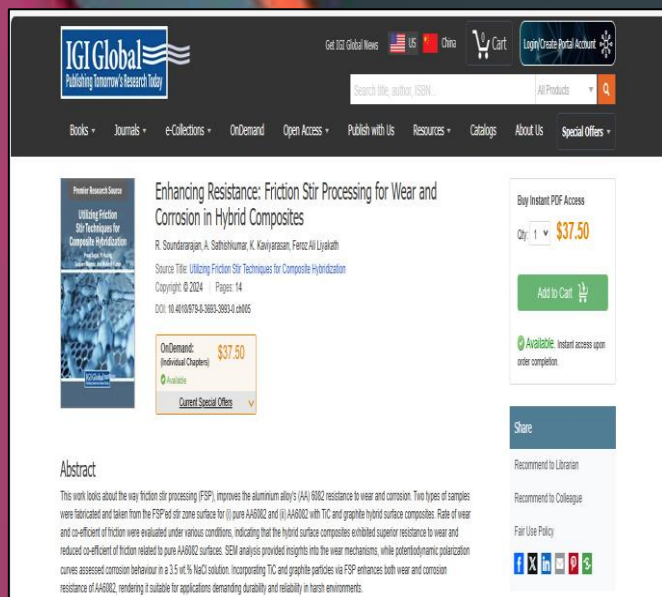 IGI Global
Publishing Tomorrow's Research Today
Get IGI Global News US China Cart Login/Create Portal Account
Search title, author, ISBN... All Products
Books Journals e-Collections OnDemand Open Access Publish with Us Resources Catalogs About Us Special Offers
Premier Research Source
Utilizing Friction
Stir Techniques for
Composite Hybridization
IGI Global
Enhancing Resistance: Friction Stir Processing for Wear and
Corrosion in Hybrid Composites
R. Soundararajan, A. Sathishkumar, K. Kaviyarasan, Feroz Ali Liyakath
Source Title: Utilizing Friction Stir Techniques for Composite Hybridization
Copyright: © 2024 | Pages: 14
DOI: 10.4018/979-8-3693-3993-0.ch005
OnDemand:
(Individual Chapters)
$37.50
Available
Current Special Offers
Buy Instant PDF Access
Qty: 1 $37.50
Add to Cart
Available. Instant access upon
order completion.
Share
Recommend to Librarian
Recommend to Colleague
Fair Use Policy
Abstract
This work looks about the way friction stir processing (FSP), improves the aluminium alloy's (AA) 6082 resistance to wear and corrosion. Two types of samples
were fabricated and taken from the FSP'ed stir zone surface for (i) pure AA6082 and (ii) AA6082 with TiC and graphite hybrid surface composites. Rate of wear
and co-efficient of friction were evaluated under various conditions, indicating that the hybrid surface composites exhibited superior resistance to wear and
reduced co-efficient of friction related to pure AA6082 surfaces. SEM analysis provided insights into the wear mechanisms, while potentiodynamic polarization
curves assessed corrosion behaviour in a 3.5 wt.% NaCl solution. Incorporating TiC and graphite particles via FSP enhances both wear and corrosion
resistance of AA6082, rendering it suitable for applications demanding durability and reliability in harsh environments.